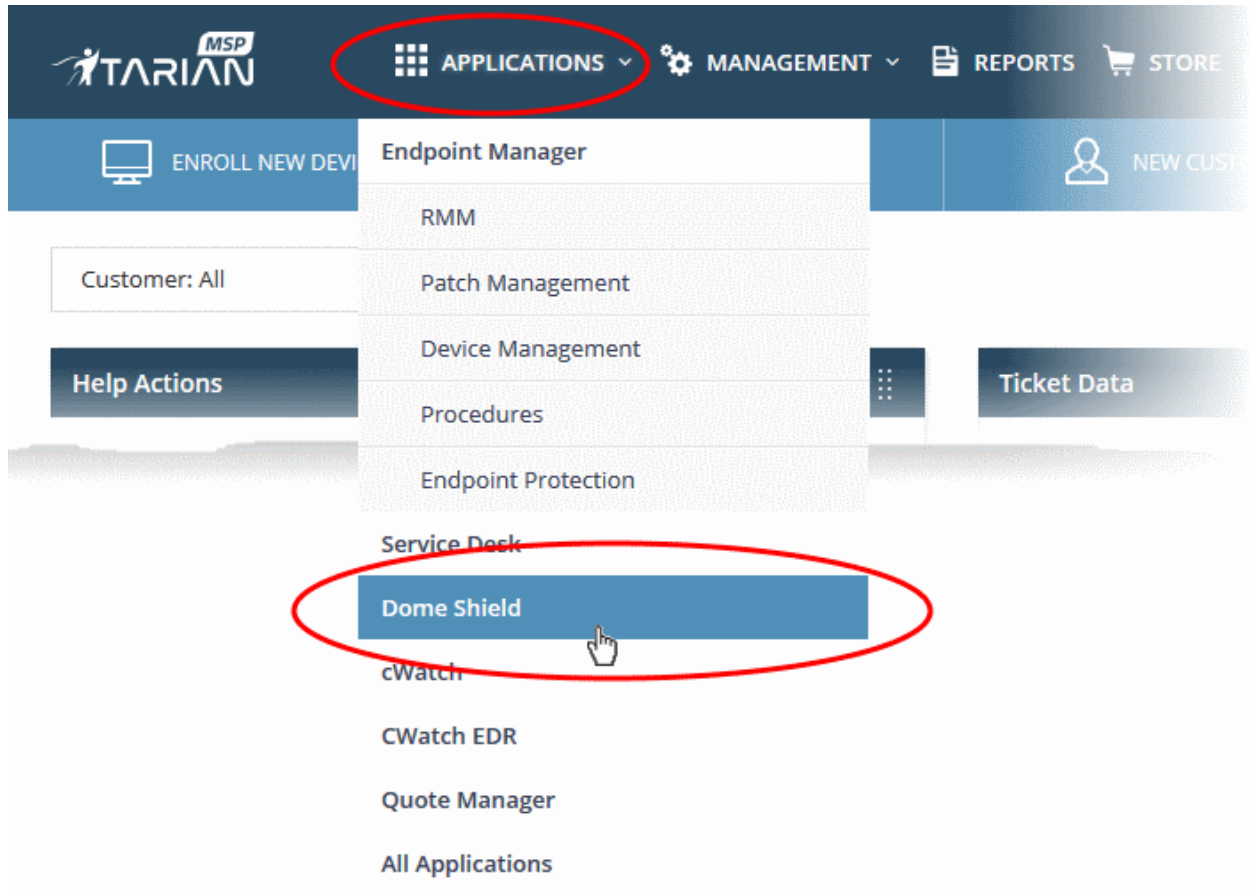 ITARIAN MSP
APPLICATIONS MANAGEMENT REPORTS STORE
ENROLL NEW DEVI NEW CUST
Endpoint Manager
RMM
Customer: All
Patch Management
Device Management
Help Actions
Ticket Data
Procedures
Endpoint Protection
Service Desk
Dome Shield
cWatch
CWatch EDR
Quote Manager
All Applications